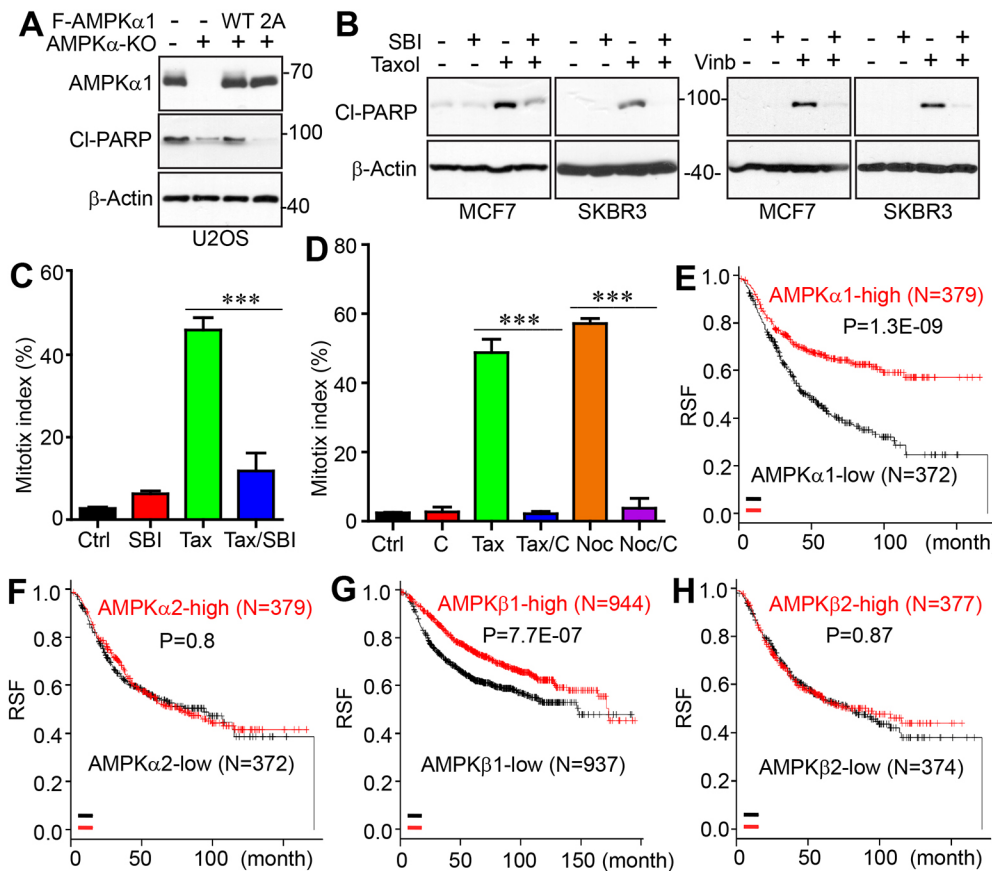 A
F-AMPKα1 - - WT 2A
AMPKα-KO - + + +
AMPKα1
-70
Cl-PARP
-100
β-Actin
-40
U2OS
B
SBI - + - + - + - +
Taxol - - + + - - + +
Cl-PARP
-100
β-Actin
-40-
MCF7 SKBR3
- + - + - + - +
Vinb - - + + - - + +
MCF7 SKBR3
C
Mitotix index (%)
60
40
20
0
***
Ctrl SBI Tax Tax/SBI
D
Mitotix index (%)
80
60
40
20
0
***
***
Ctrl C Tax Tax/C Noc Noc/C
E
RSF
1.0
0.8
0.6
0.4
0.2
0.0
AMPKα1-high (N=379)
P=1.3E-09
AMPKα1-low (N=372)
0 50 100 (month)
F
RSF
1.0
0.8
0.6
0.4
0.2
0.0
AMPKα2-high (N=379)
P=0.8
AMPKα2-low (N=372)
0 50 100 (month)
G
RSF
1.0
0.8
0.6
0.4
0.2
0.0
AMPKβ1-high (N=944)
P=7.7E-07
AMPKβ1-low (N=937)
0 50 100 150 (month)
H
RSF
1.0
0.8
0.6
0.4
0.2
0.0
AMPKβ2-high (N=377)
P=0.87
AMPKβ2-low (N=374)
0 50 100 (month)